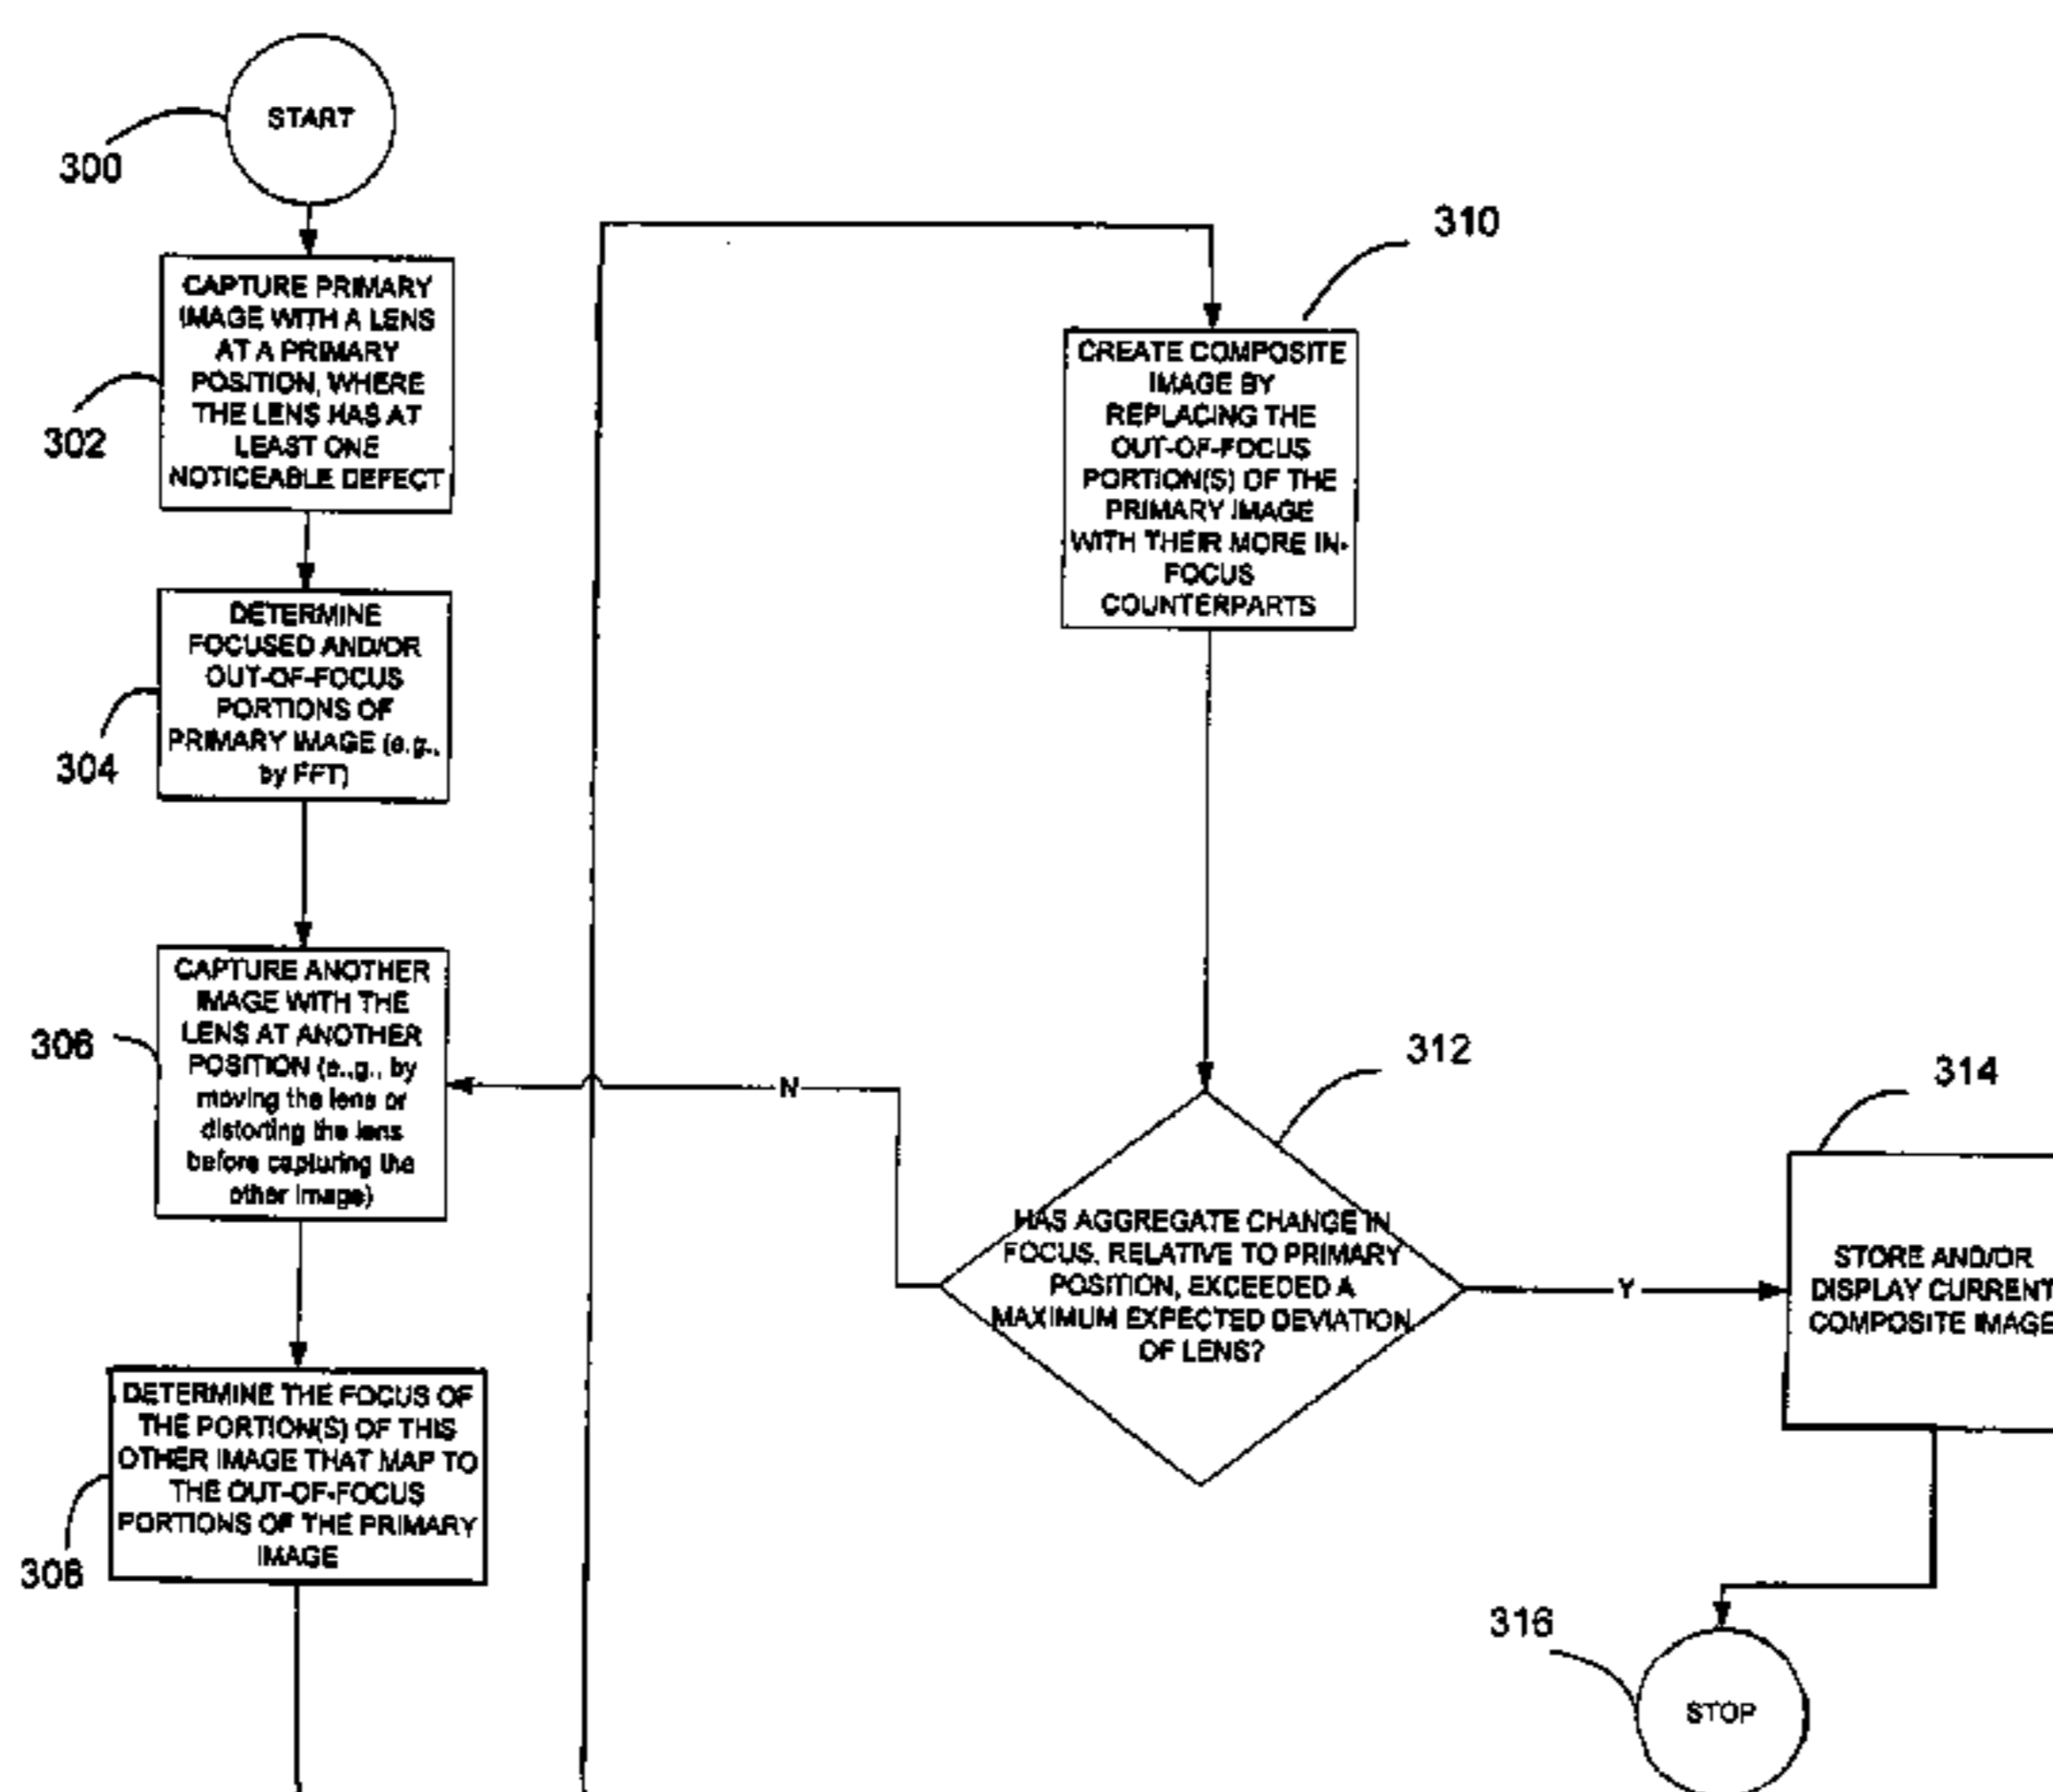 START
300
CAPTURE PRIMARY
IMAGE WITH A LENS
AT A PRIMARY
POSITION, WHERE
THE LENS HAS AT
LEAST ONE
NOTICEABLE DEFECT
302
DETERMINE
FOCUSED AND/OR
OUT-OF-FOCUS
PORTIONS OF
PRIMARY IMAGE (e.g.,
by FFT)
304
CAPTURE ANOTHER
IMAGE WITH THE
LENS AT ANOTHER
POSITION (e.,g., by
moving the lens or
distorting the lens
before capturing the
other image)
306
DETERMINE THE FOCUS OF
THE PORTION(S) OF THIS
OTHER IMAGE THAT MAP TO
THE OUT-OF-FOCUS
PORTIONS OF THE PRIMARY
IMAGE
308
310
CREATE COMPOSITE
IMAGE BY
REPLACING THE
OUT-OF-FOCUS
PORTION(S) OF THE
PRIMARY IMAGE
WITH THEIR MORE IN-
FOCUS
COUNTERPARTS
312
HAS AGGREGATE CHANGE IN
FOCUS, RELATIVE TO PRIMARY
POSITION, EXCEEDED A
MAXIMUM EXPECTED DEVIATION
OF LENS?
N
Y
314
STORE AND/OR
DISPLAY CURRENT
COMPOSITE IMAGE
316
STOP